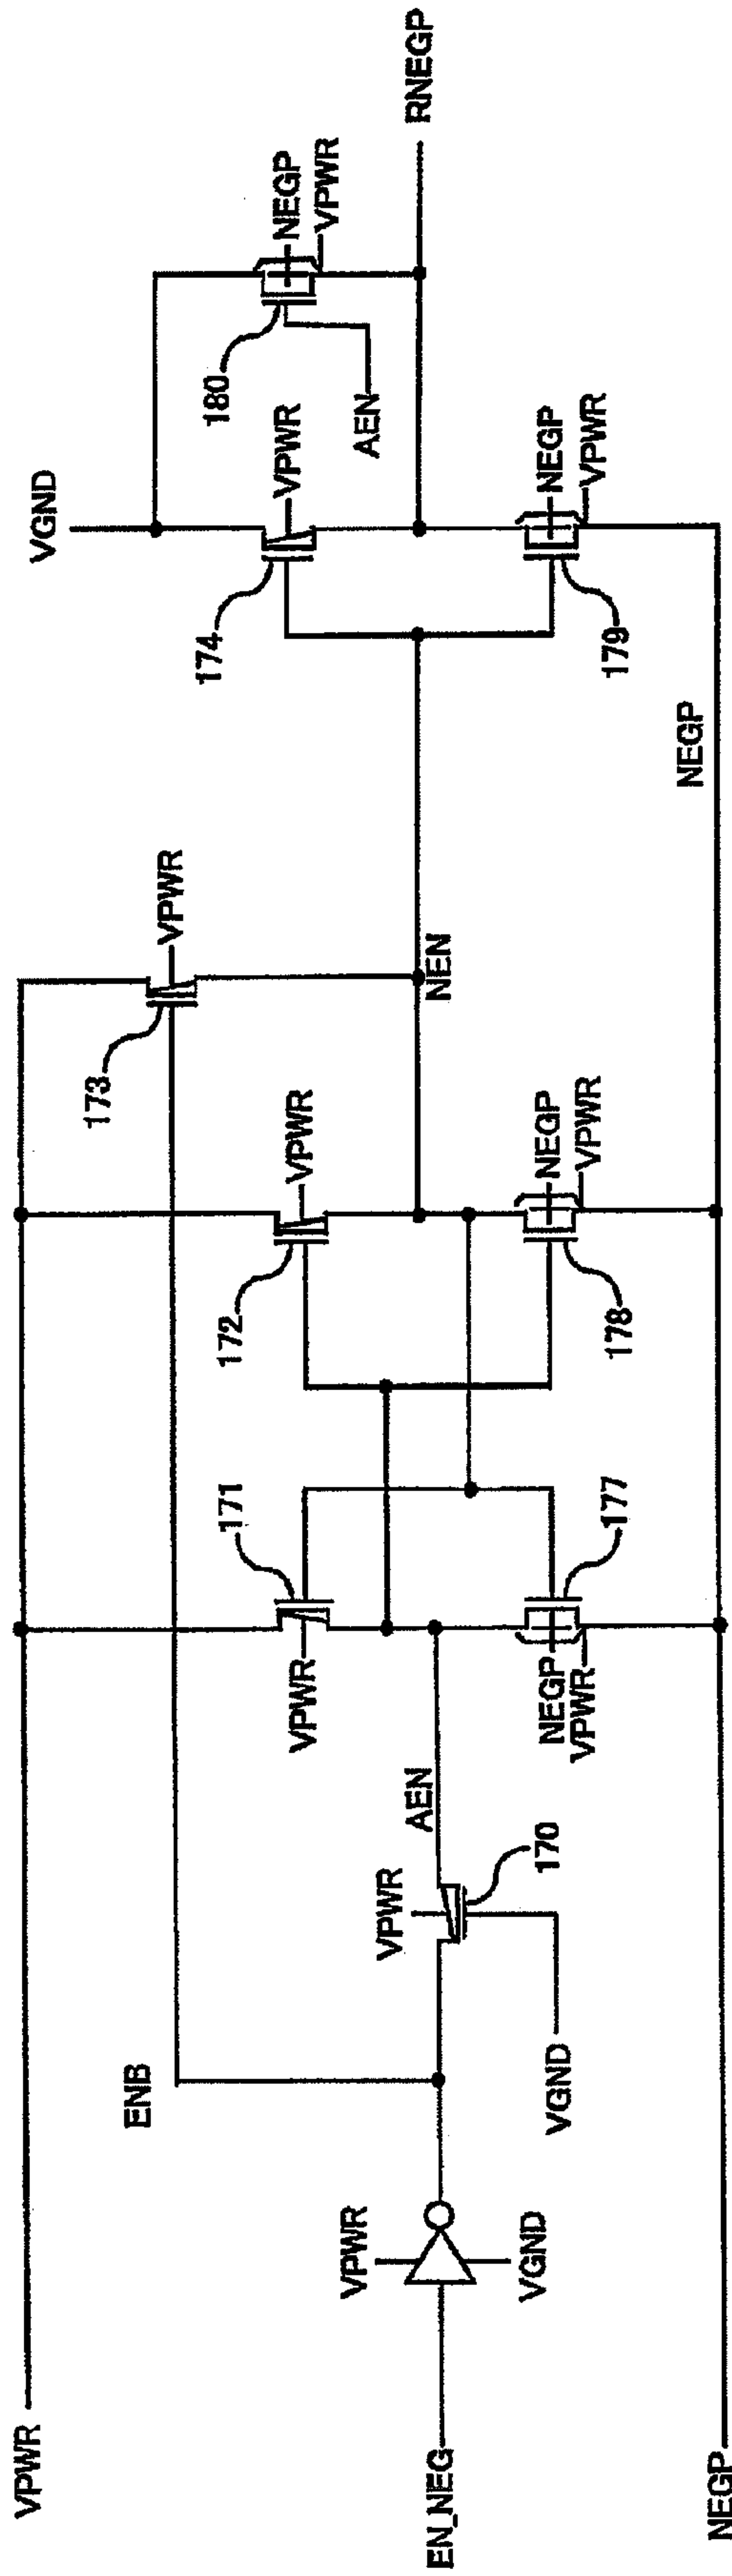 VPWR
ENB
173
VPWR
VGND
180
NEGP
VPWR
AEN
RNEGP
174
VPWR
171
VPWR
172
VPWR
NEN
EN_NEG
VPWR
VGND
VPWR
AEN
170
VGND
NEGP
VPWR
177
178
NEGP
VPWR
179
NEGP
VPWR
NEGP
NEGP